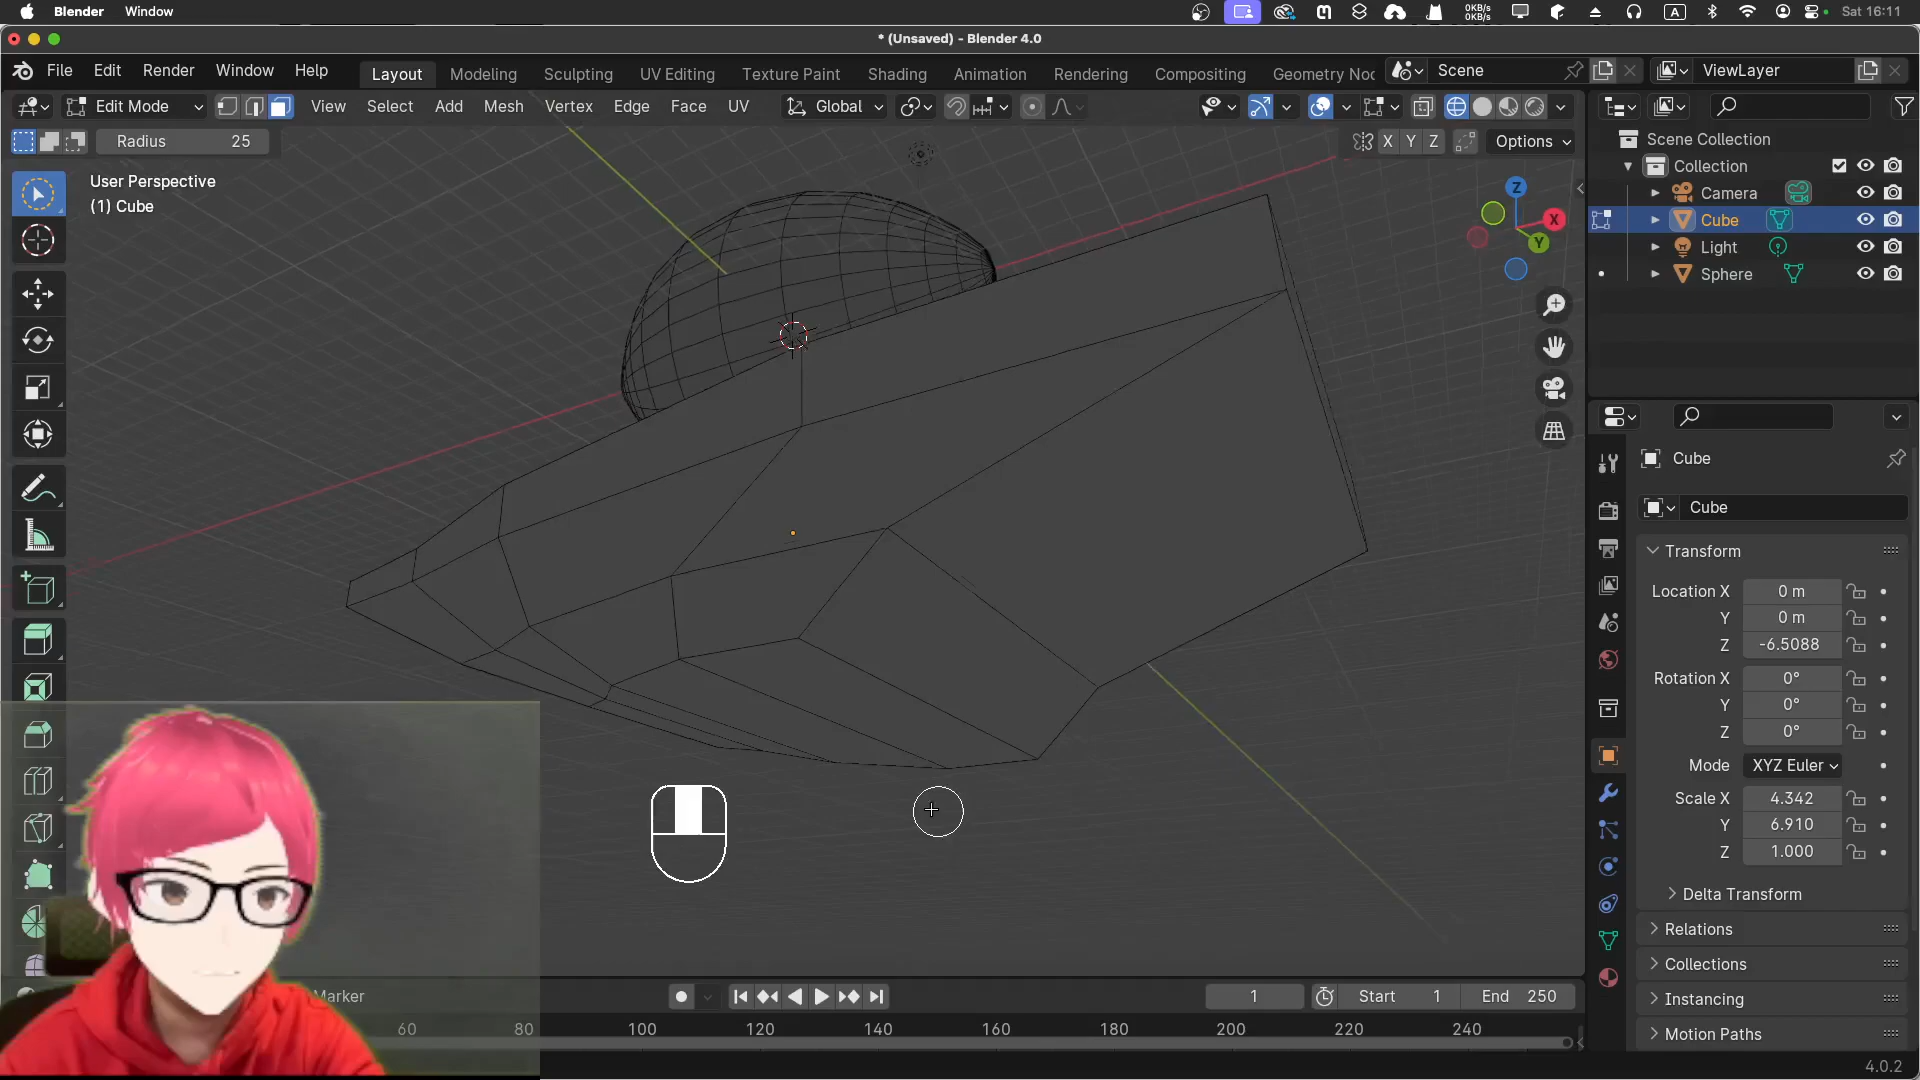 Blender Window
0KB/s
0KB/s
A
Sat 16:11
* (Unsaved) - Blender 4.0
File Edit Render Window Help
Layout Modeling Sculpting UV Editing Texture Paint Shading Animation Rendering Compositing Geometry Noc
Scene
ViewLayer
Edit Mode
View Select Add Mesh Vertex Edge Face UV
Global
Radius 25
X Y Z
Options
User Perspective
(1) Cube
Z
X
Y
Scene Collection
Collection
Camera
Cube
Light
Sphere
Cube
Cube
Transform
Location X 0 m
Y 0 m
Z -6.5088
Rotation X 0°
Y 0°
Z 0°
Mode XYZ Euler
Scale X 4.342
Y 6.910
Z 1.000
Delta Transform
Relations
Collections
Instancing
Motion Paths
Marker
1
Start 1
End 250
60 80 100 120 140 160 180 200 220 240
4.0.2